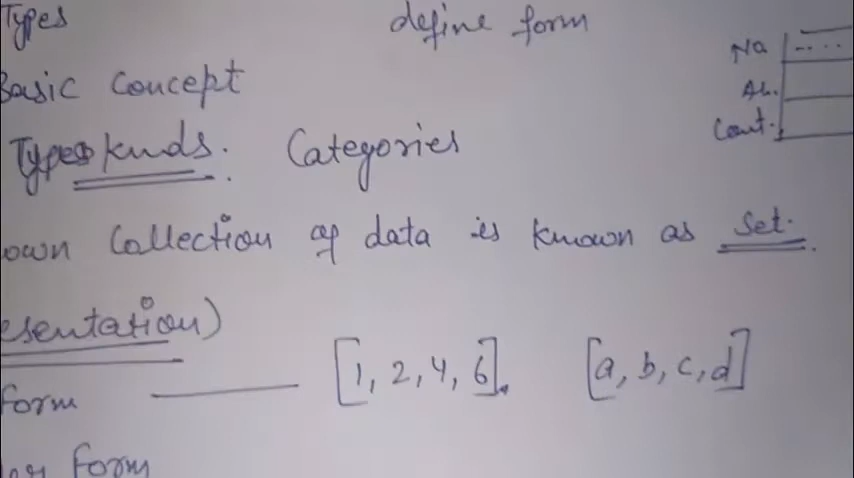 Types define form
Basic Concept
Na ....
Types kinds. Categories
Ad.
Cont.
own Collection of data is known as Set.
esentation)
form [1, 2, 4, 6]. [a, b, c, d]
form